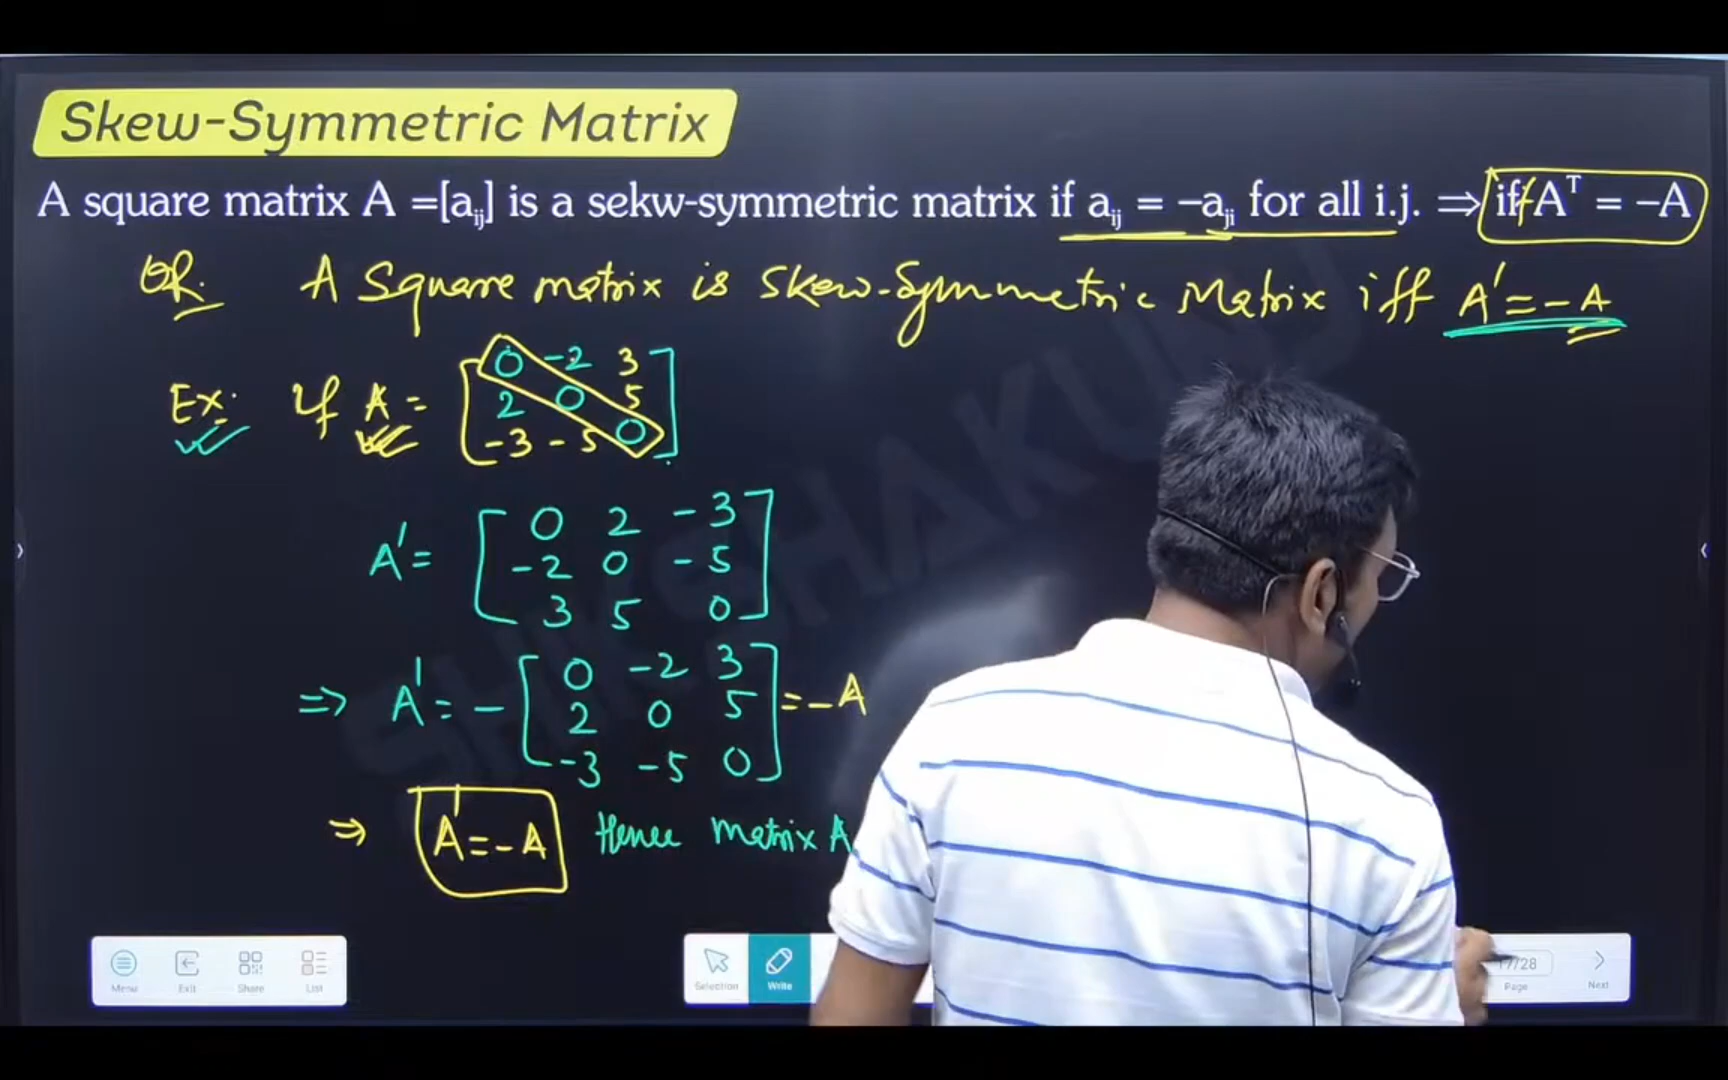 Skew-Symmetric Matrix
A square matrix A =[aij] is a sekw-symmetric matrix if aij = –aji for all i.j. ⇒ iff Aᵀ = –A
OR. A Square matrix is Skew-Symmetric Matrix iff A' = -A
Ex: If A = [0 -2 3
2 0 5
-3 -5 0]
A' = [0 2 -3
-2 0 -5
3 5 0]
⇒ A' = - [0 -2 3
2 0 5
-3 -5 0] = -A
⇒ A' = -A Hence matrix A
SHIKSHAKUNJ
Menu Exit Share List Selection Write 17/28 Page Next